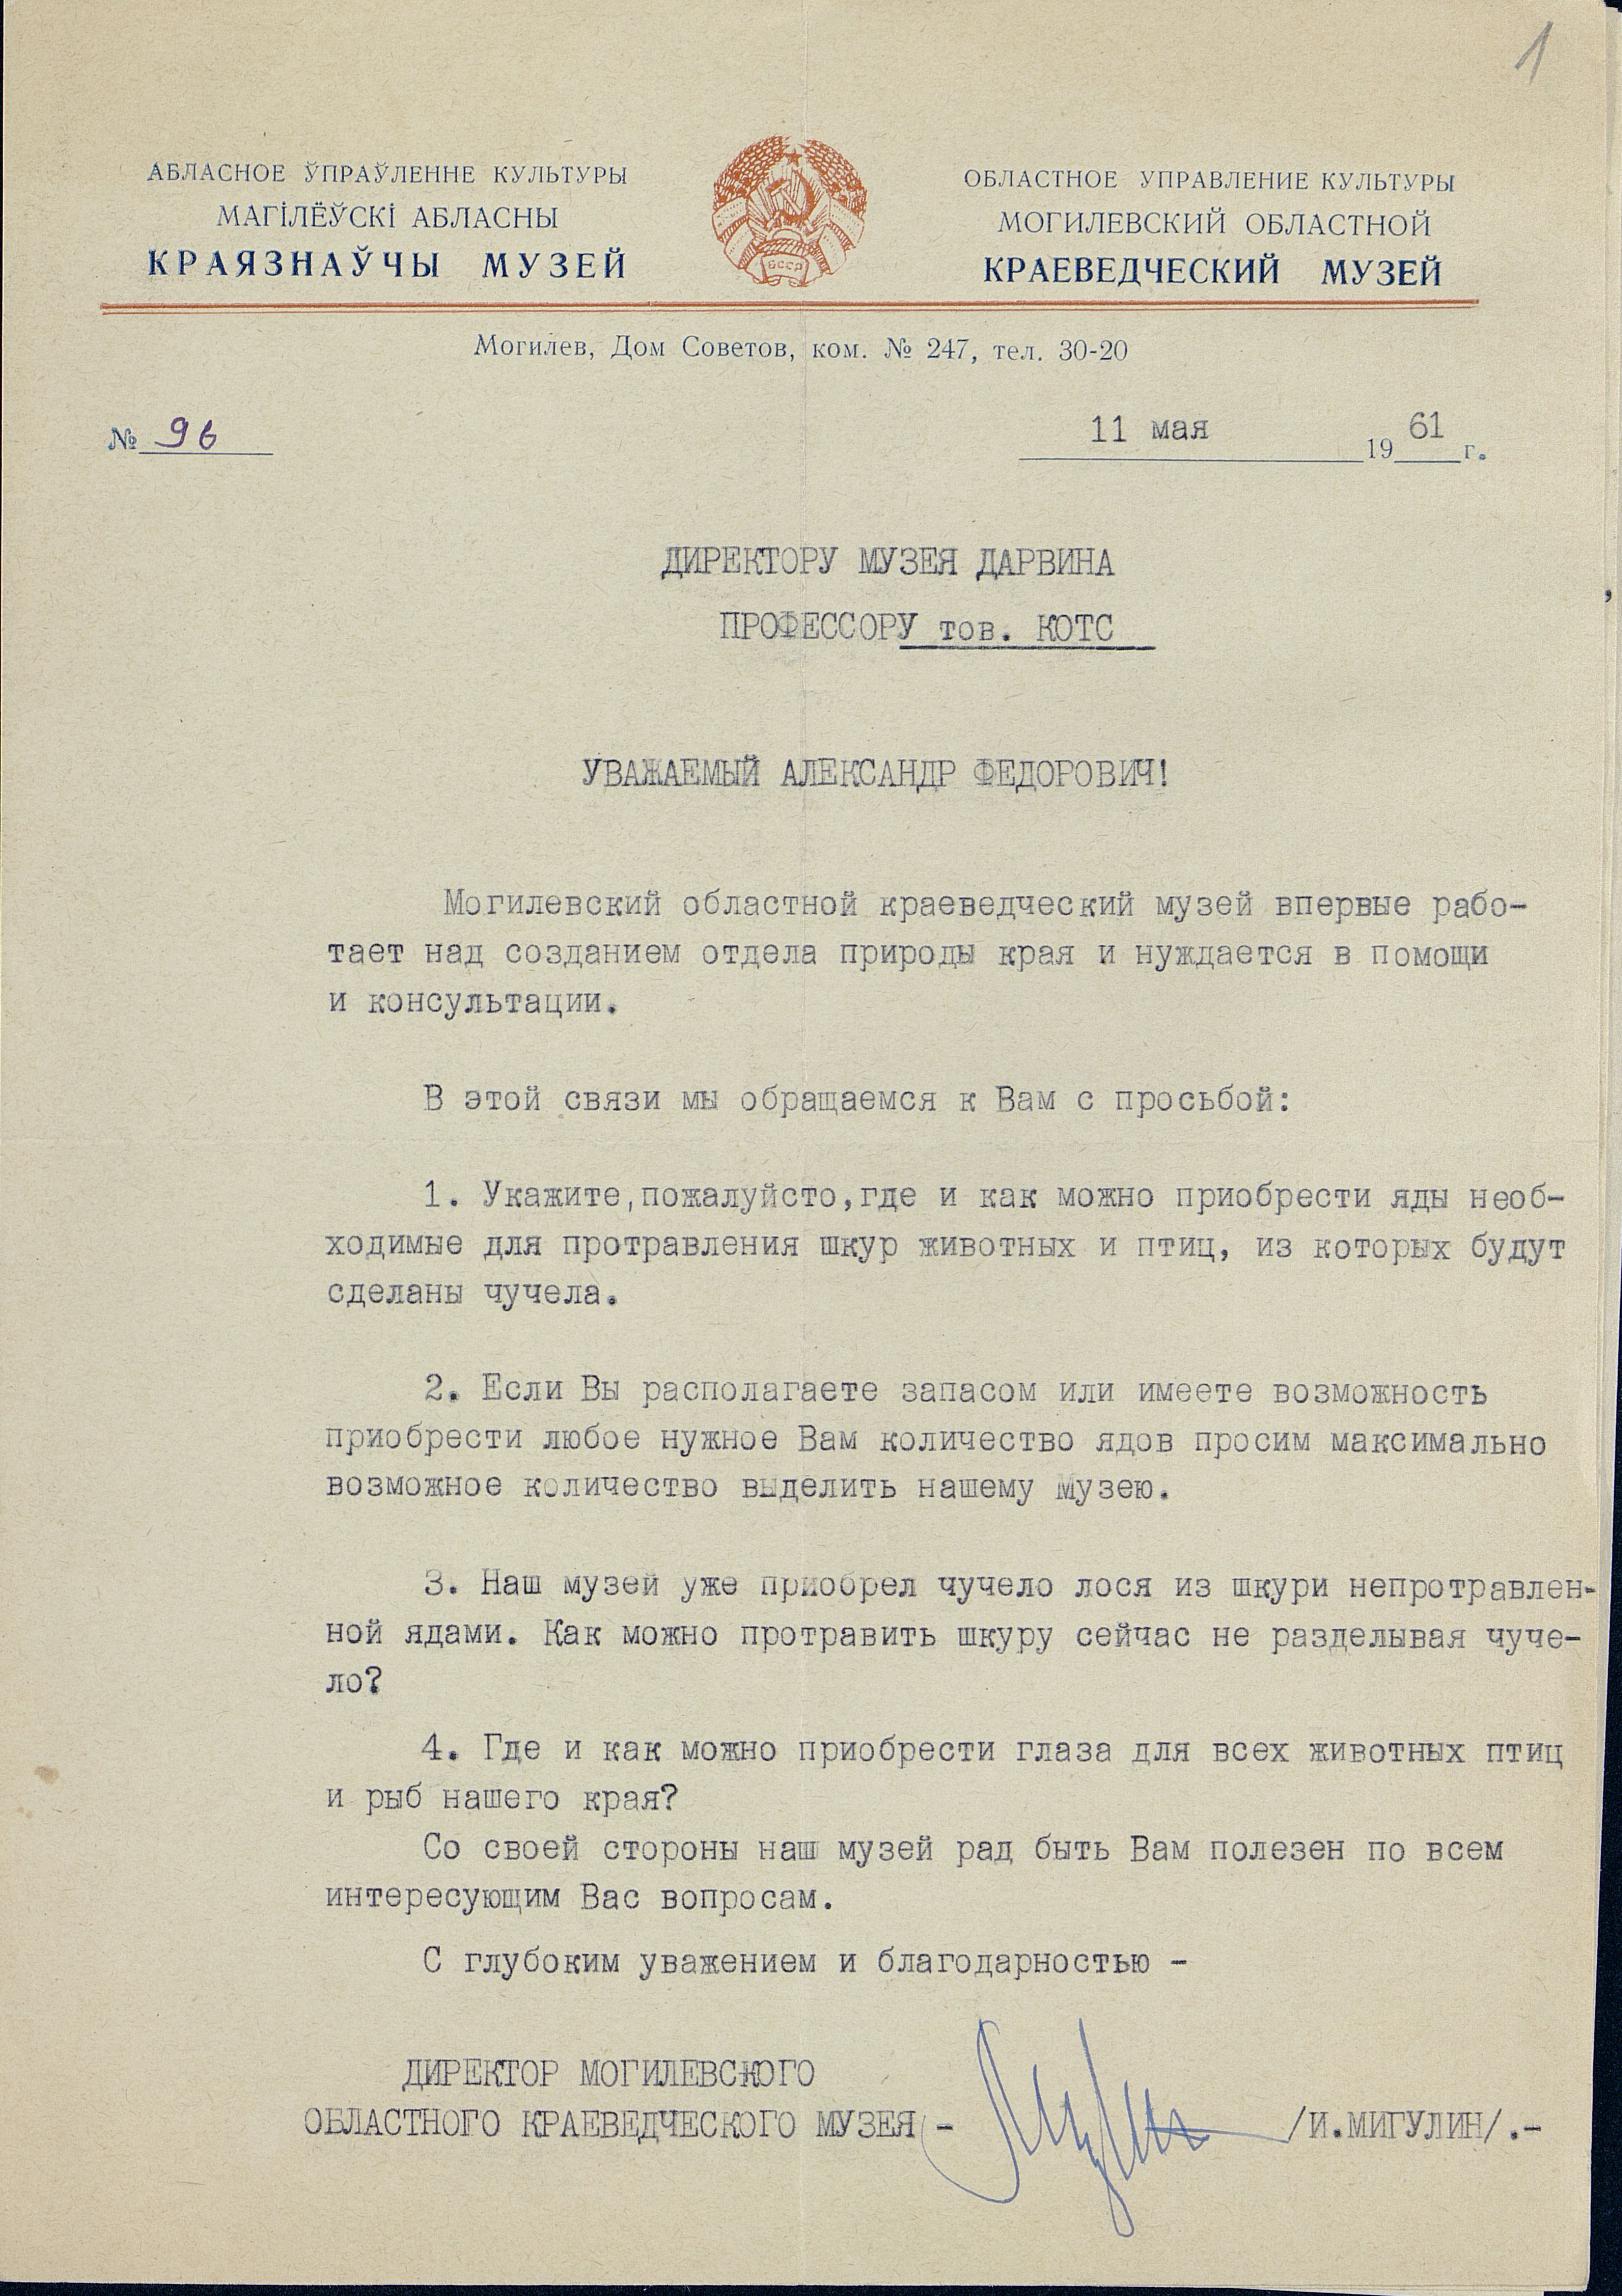 1
АБЛАСНОЕ ЎПРАЎЛЕННЕ КУЛЬТУРЫ
МАГІЛЁЎСКІ АБЛАСНЫ
КРАЯЗНАЎЧЫ МУЗЕЙ
БССР
ОБЛАСТНОЕ УПРАВЛЕНИЕ КУЛЬТУРЫ
МОГИЛЕВСКИЙ ОБЛАСТНОЙ
КРАЕВЕДЧЕСКИЙ МУЗЕЙ
Могилев, Дом Советов, ком. № 247, тел. 30-20
№ 96
11 мая 1961 г.
ДИРЕКТОРУ МУЗЕЯ ДАРВИНА
ПРОФЕССОРУ тов. КОТС
УВАЖАЕМЫЙ АЛЕКСАНДР ФЕДОРОВИЧ!
Могилевский областной краеведческий музей впервые рабо-
тает над созданием отдела природы края и нуждается в помощи
и консультации.
В этой связи мы обращаемся к Вам с просьбой:
1. Укажите,пожалуйсто,где и как можно приобрести яды необ-
ходимые для протравления шкур животных и птиц, из которых будут
сделаны чучела.
2. Если Вы располагаете запасом или имеете возможность
приобрести любое нужное Вам количество ядов просим максимально
возможное количество выделить нашему музею.
3. Наш музей уже приобрел чучело лося из шкури непротравлен-
ной ядами. Как можно протравить шкуру сейчас не разделывая чуче-
ло?
4. Где и как можно приобрести глаза для всех животных птиц
и рыб нашего края?
Со своей стороны наш музей рад быть Вам полезен по всем
интересующим Вас вопросам.
С глубоким уважением и благодарностью -
ДИРЕКТОР МОГИЛЕВСКОГО
ОБЛАСТНОГО КРАЕВЕДЧЕСКОГО МУЗЕЯ - /И.МИГУЛИН/.-